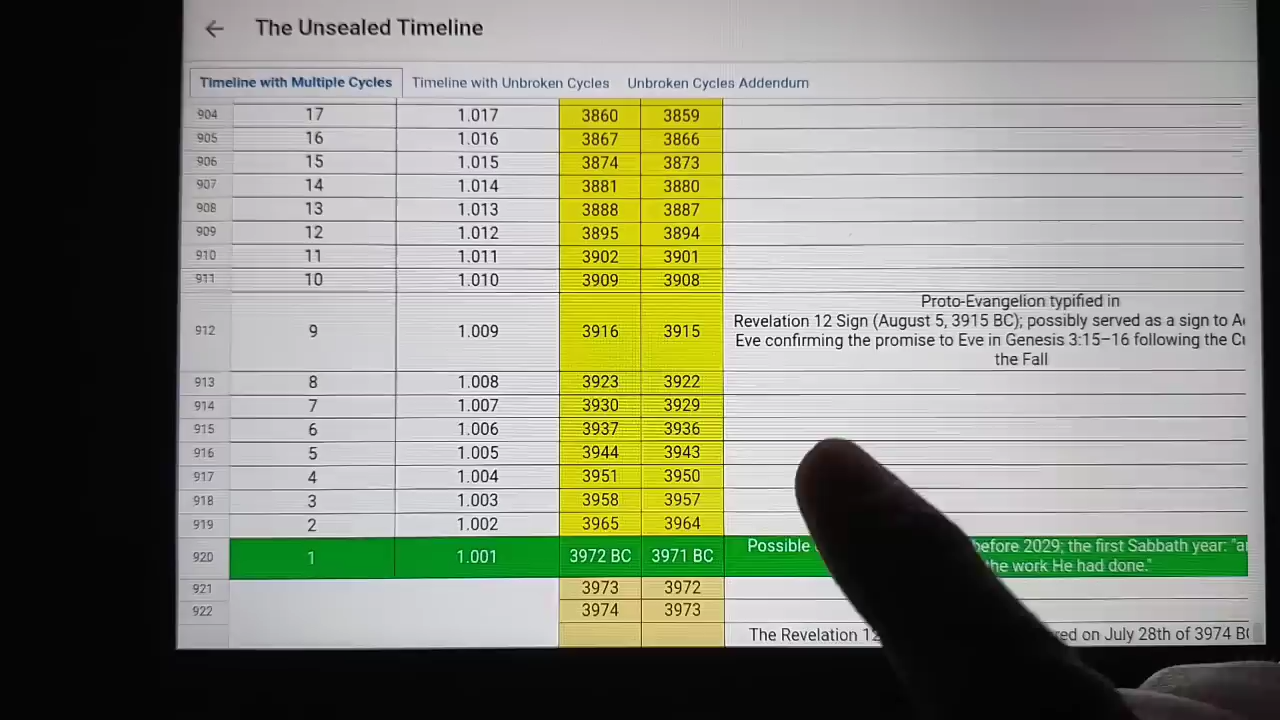 The Unsealed Timeline
Timeline with Multiple Cycles Timeline with Unbroken Cycles Unbroken Cycles Addendum
904 17 1.017 3860 3859
905 16 1.016 3867 3866
906 15 1.015 3874 3873
907 14 1.014 3881 3880
908 13 1.013 3888 3887
909 12 1.012 3895 3894
910 11 1.011 3902 3901
911 10 1.010 3909 3908
Proto-Evangelion typified in
912 9 1.009 3916 3915 Revelation 12 Sign (August 5, 3915 BC); possibly served as a sign to
Eve confirming the promise to Eve in Genesis 3:15–16 following the
the Fall
913 8 1.008 3923 3922
914 7 1.007 3930 3929
915 6 1.006 3937 3936
916 5 1.005 3944 3943
917 4 1.004 3951 3950
918 3 1.003 3958 3957
919 2 1.002 3965 3964
920 1 1.001 3972 BC 3971 BC Possible before 2029; the first Sabbath year: "
the work He had done."
921 3973 3972
922 3974 3973
The Revelation 12 on July 28th of 3974